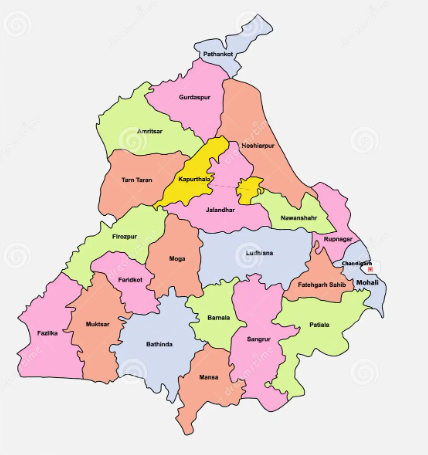 Pathankot
Gurdaspur
Amritsar
Hoshiarpur
Tarn Taran
Kapurthala
Jalandhar
Nawanshahr
Firozpur
Rupnagar
Moga
Ludhiana
Chandigarh
Faridkot
Fatehgarh Sahib
Mohali
Fazlika
Muktsar
Barnala
Patiala
Bathinda
Sangrur
Mansa